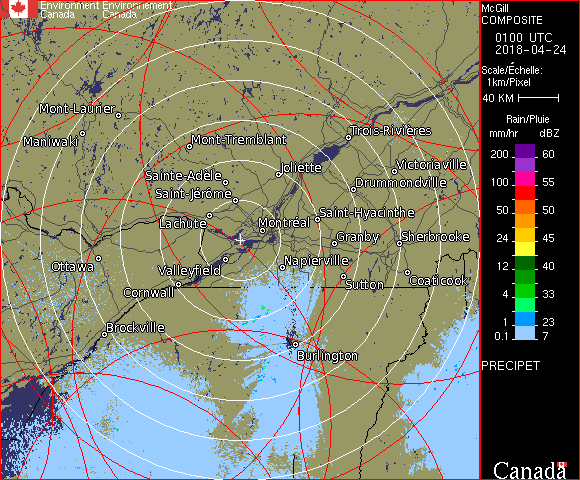 Environment Environnement
Canada Canada
McGill
COMPOSITE
0100 UTC
2018-04-24
Scale/Échelle:
1km/Pixel
40 KM
Rain/Pluie
mm/hr dBZ
200 60
150 57
100 55
50 50
24 45
12 40
4 33
1 23
0.1 7
PRECIPET
Canada
Mont-Laurier
Maniwaki
Mont-Tremblant
Trois-Rivières
Joliette
Victoriaville
Sainte-Adèle
Drummondville
Saint-Jérôme
Lachute
Saint-Hyacinthe
Montréal
Granby
Sherbrooke
Ottawa
Valleyfield
Napierville
Cornwall
Sutton
Coaticook
Brockville
Burlington